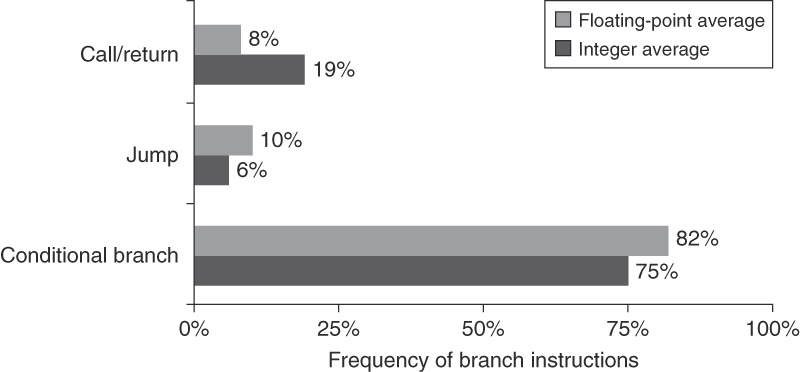 Floating-point average
Integer average
Call/return
8%
19%
Jump
10%
6%
Conditional branch
82%
75%
0%
25%
50%
75%
100%
Frequency of branch instructions